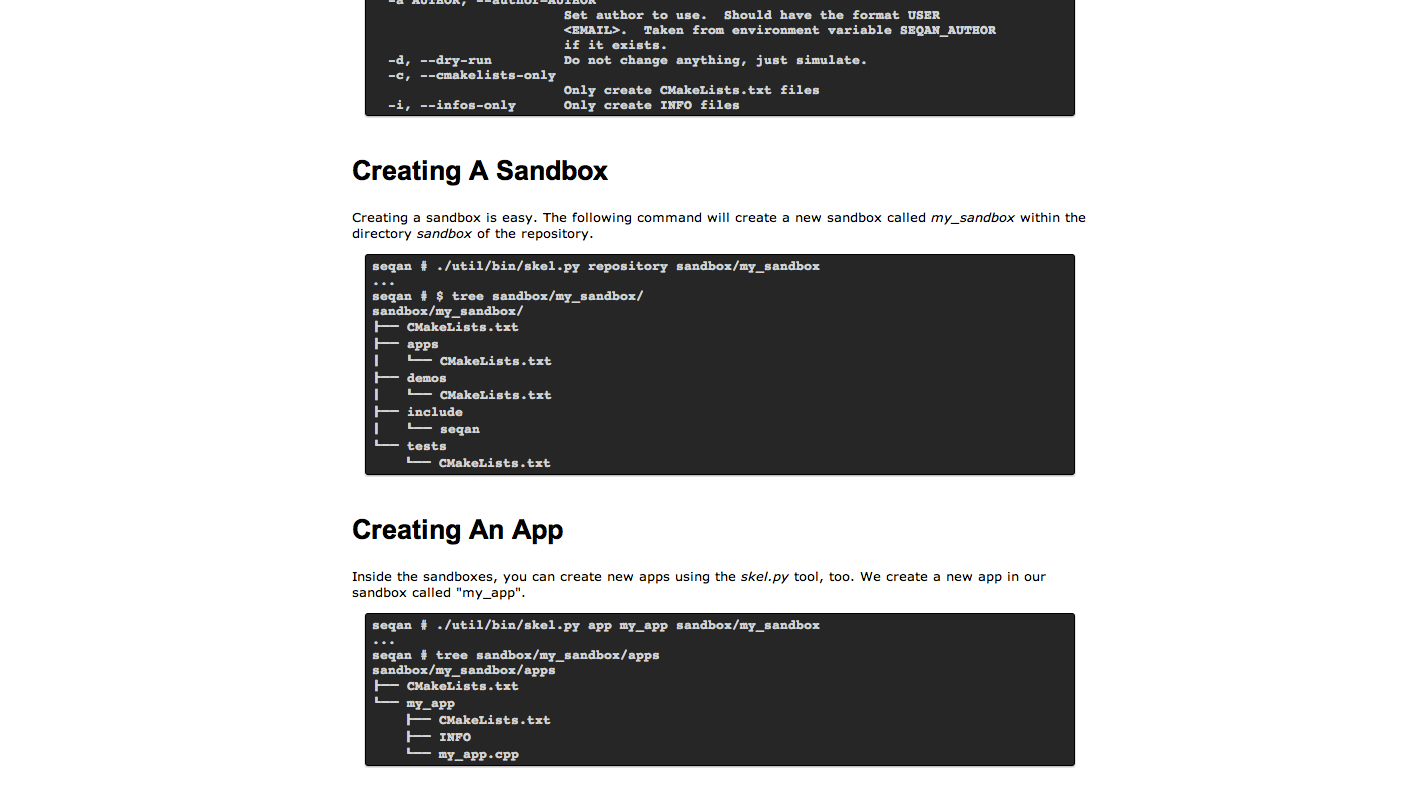 -a AUTHOR, --author=AUTHOR
Set author to use.  Should have the format USER
<EMAIL>.  Taken from environment variable SEQAN_AUTHOR
if it exists.
-d, --dry-run         Do not change anything, just simulate.
-c, --cmakelists-only
Only create CMakeLists.txt files
-i, --infos-only      Only create INFO files
Creating A Sandbox
Creating a sandbox is easy. The following command will create a new sandbox called my_sandbox within the
directory sandbox of the repository.
seqan # ./util/bin/skel.py repository sandbox/my_sandbox
...
seqan # $ tree sandbox/my_sandbox/
sandbox/my_sandbox/
├── CMakeLists.txt
├── apps
│   └── CMakeLists.txt
├── demos
│   └── CMakeLists.txt
├── include
│   └── seqan
└── tests
    └── CMakeLists.txt
Creating An App
Inside the sandboxes, you can create new apps using the skel.py tool, too. We create a new app in our
sandbox called "my_app".
seqan # ./util/bin/skel.py app my_app sandbox/my_sandbox
...
seqan # tree sandbox/my_sandbox/apps
sandbox/my_sandbox/apps
├── CMakeLists.txt
└── my_app
    ├── CMakeLists.txt
    ├── INFO
    └── my_app.cpp